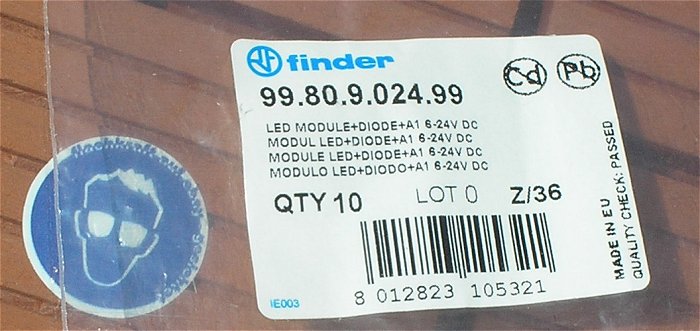 finder
99.80.9.024.99
Cd Pb
LED MODULE+DIODE+A1 6-24V DC
MODUL LED+DIODE+A1 6-24V DC
MODULE LED+DIODE+A1 6-24V DC
MODULO LED+DIODO+A1 6-24V DC
QTY 10 LOT 0 Z/36
8 012823 105321
IE003
MADE IN EU
QUALITY CHECK: PASSED